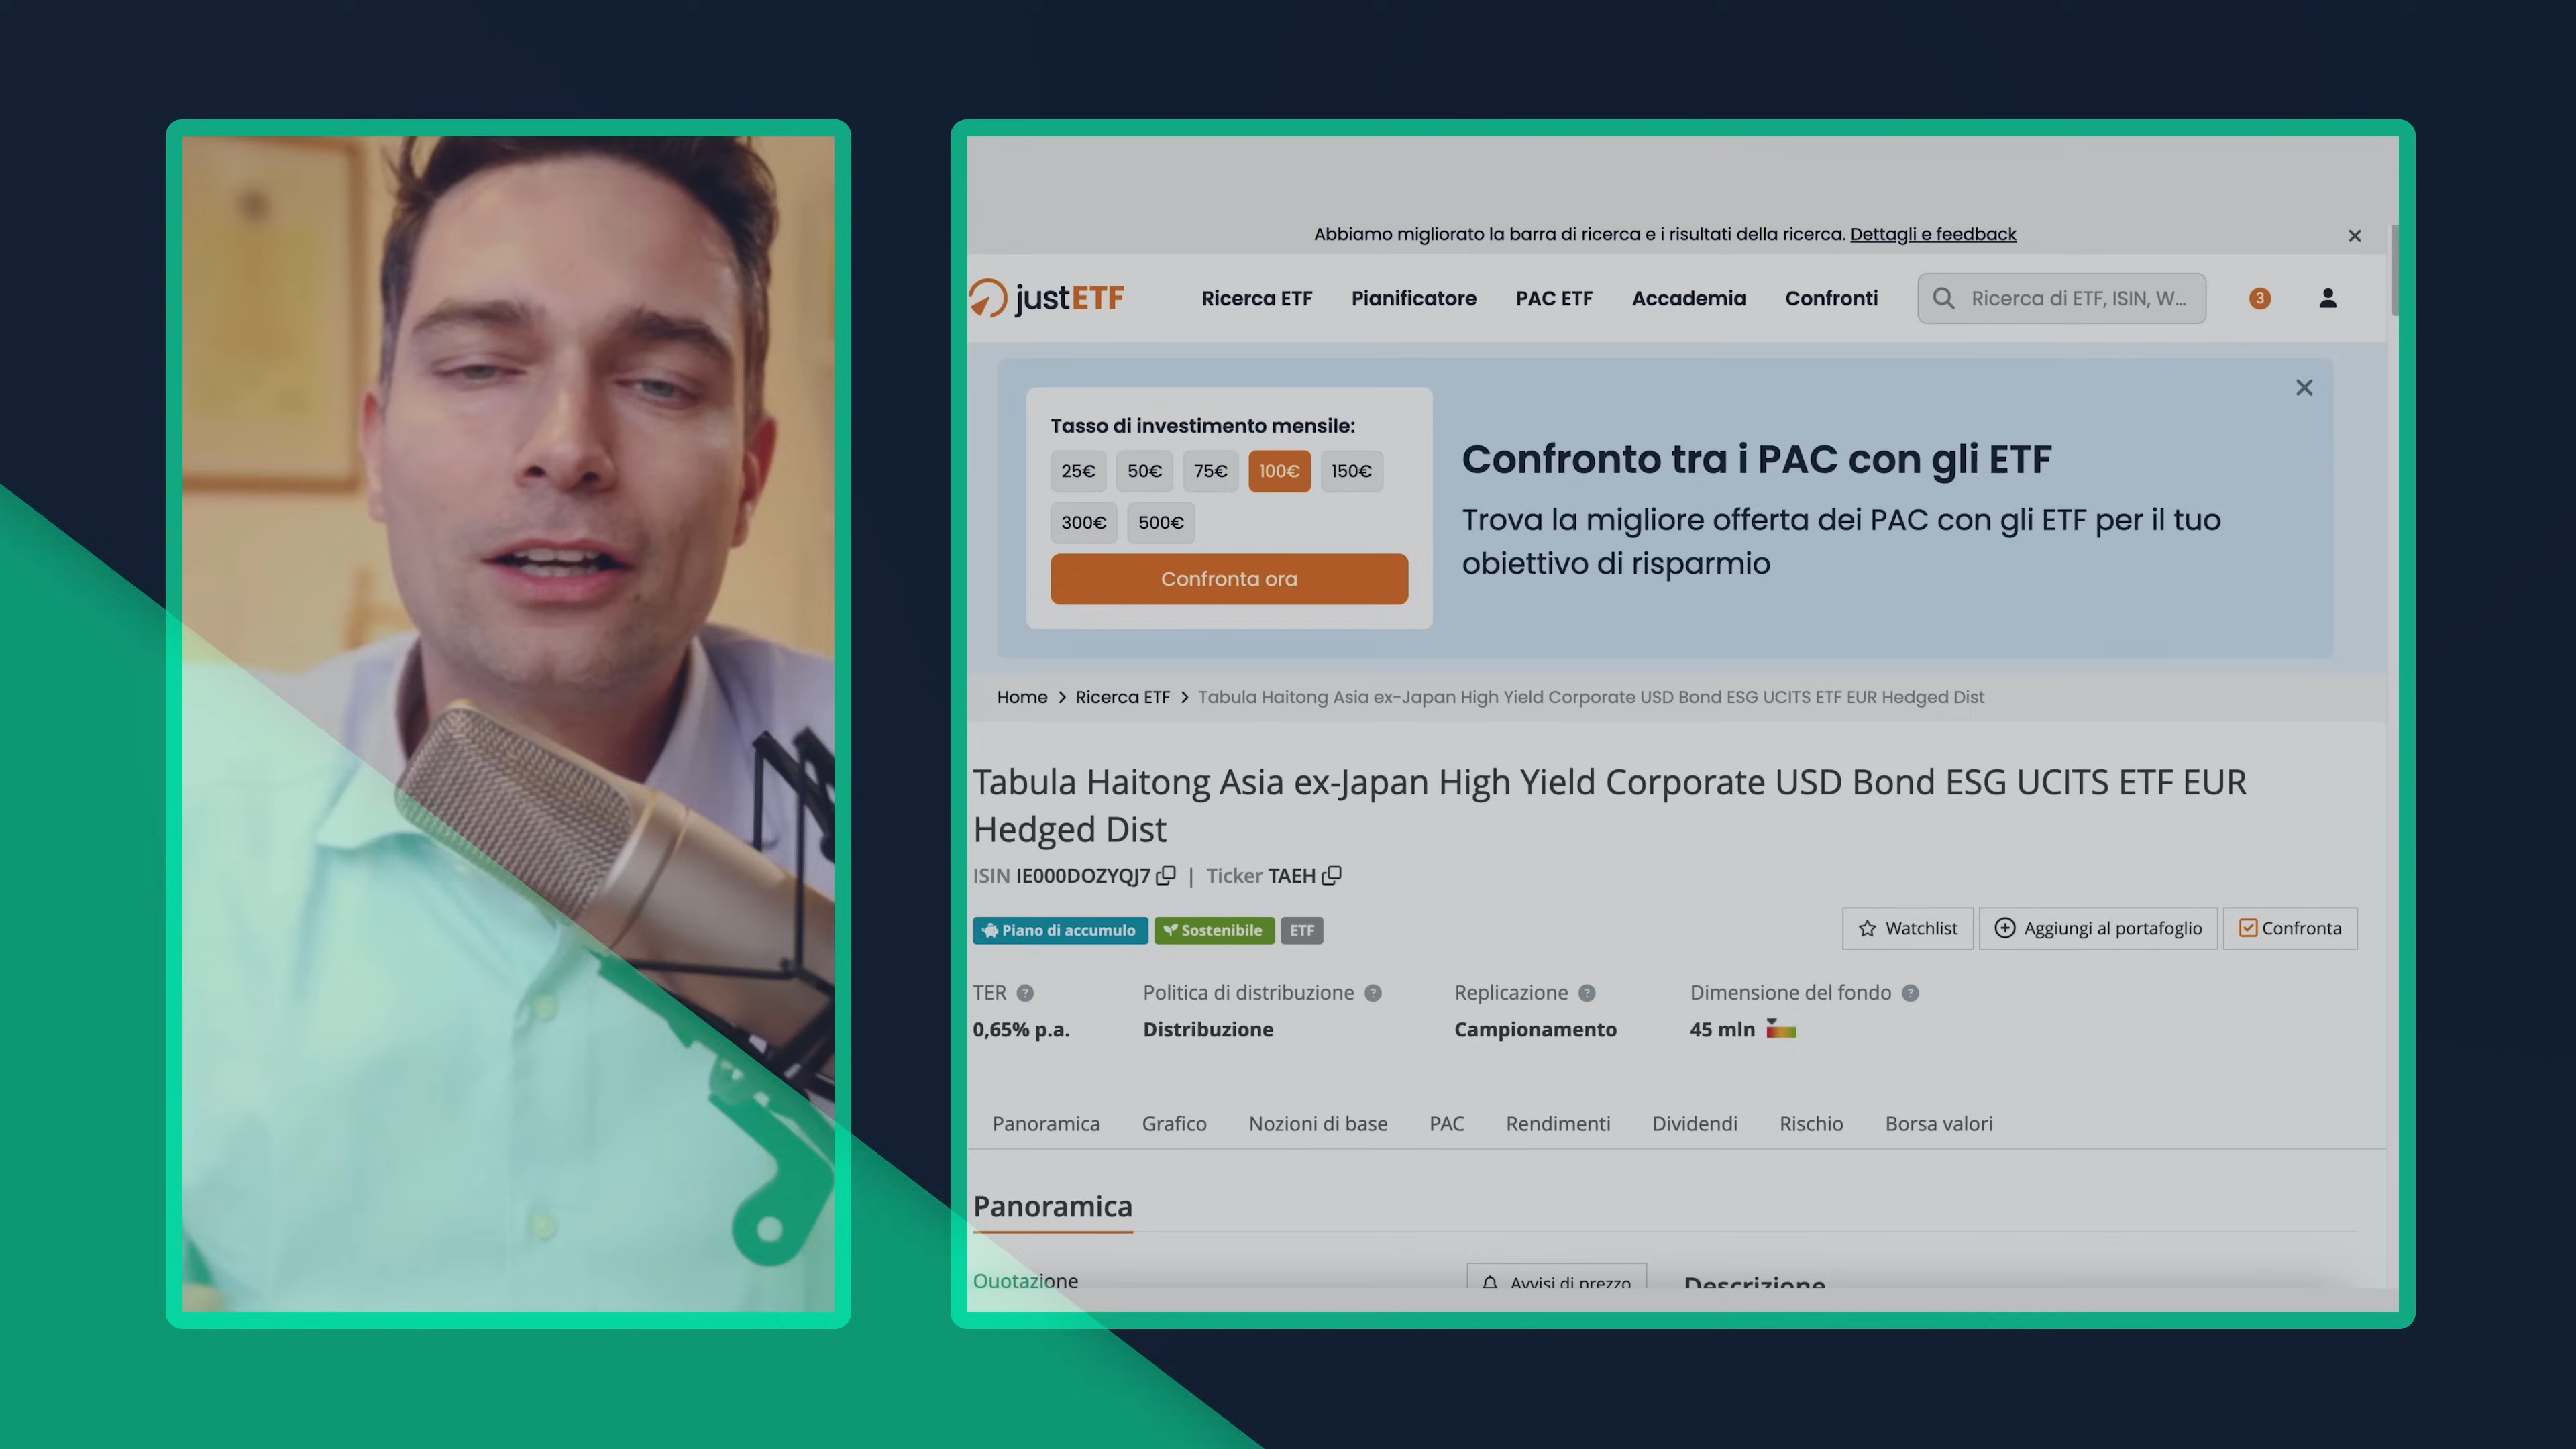 Abbiamo migliorato la barra di ricerca e i risultati della ricerca. Dettagli e feedback
justETF
Ricerca ETF
Pianificatore
PAC ETF
Accademia
Confronti
Ricerca di ETF, ISIN, W...
3
Tasso di investimento mensile:
25€ 50€ 75€ 100€ 150€
300€ 500€
Confronta ora
Confronto tra i PAC con gli ETF
Trova la migliore offerta dei PAC con gli ETF per il tuo
obiettivo di risparmio
Home > Ricerca ETF > Tabula Haitong Asia ex-Japan High Yield Corporate USD Bond ESG UCITS ETF EUR Hedged Dist
Tabula Haitong Asia ex-Japan High Yield Corporate USD Bond ESG UCITS ETF EUR
Hedged Dist
ISIN IE000DOZYQJ7 | Ticker TAEH
Piano di accumulo Sostenibile ETF
Watchlist Aggiungi al portafoglio Confronta
TER Politica di distribuzione Replicazione Dimensione del fondo
0,65% p.a. Distribuzione Campionamento 45 mln
Panoramica Grafico Nozioni di base PAC Rendimenti Dividendi Rischio Borsa valori
Panoramica
Quotazione Avvisi di prezzo Descrizione